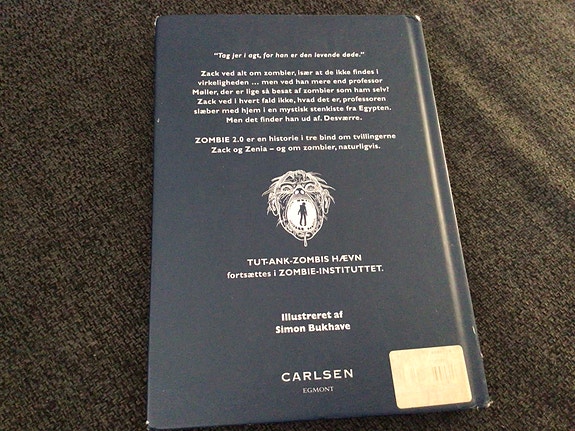 "Tag jer i agt, for han er den levende døde."
Zack ved alt om zombier, især at de ikke findes i
virkeligheden ... men ved han mere end professor
Møller, der er lige så besat af zombier som ham selv?
Zack ved i hvert fald ikke, hvad det er, professoren
slæber med hjem i en mystisk stenkiste fra Egypten.
Men det finder han ud af. Desværre.
ZOMBIE 2.0 er en historie i tre bind om tvillingerne
Zack og Zenia – og om zombier, naturligvis.
TUT-ANK-ZOMBIS HÆVN
fortsættes i ZOMBIE-INSTITUTTET.
Illustreret af
Simon Bukhave
CARLSEN
EGMONT